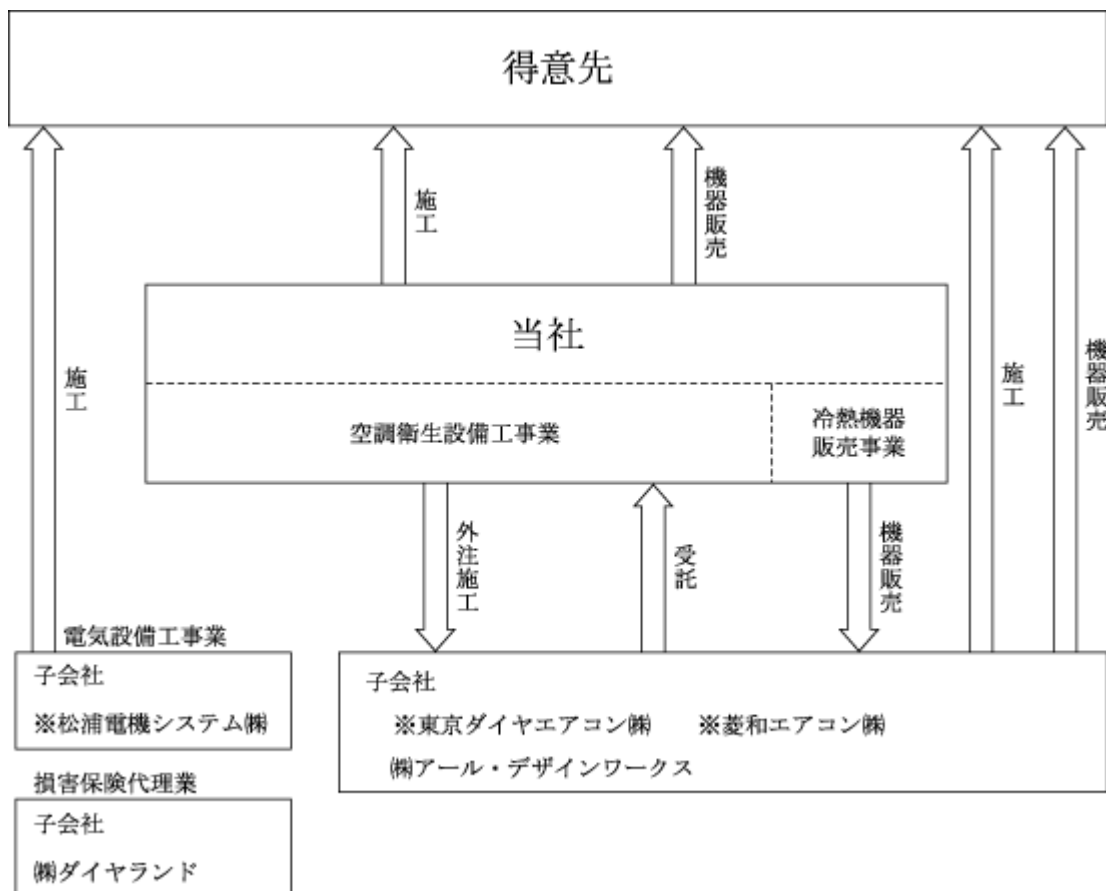 得意先
施工
機器販売
施工
施工
機器販売
当社
空調衛生設備工事業
冷熱機器
販売事業
外注施工
受託
機器販売
電気設備工事業
子会社
※松浦電機システム㈱
子会社
※東京ダイヤエアコン㈱　※菱和エアコン㈱
㈱アール・デザインワークス
損害保険代理業
子会社
㈱ダイヤランド